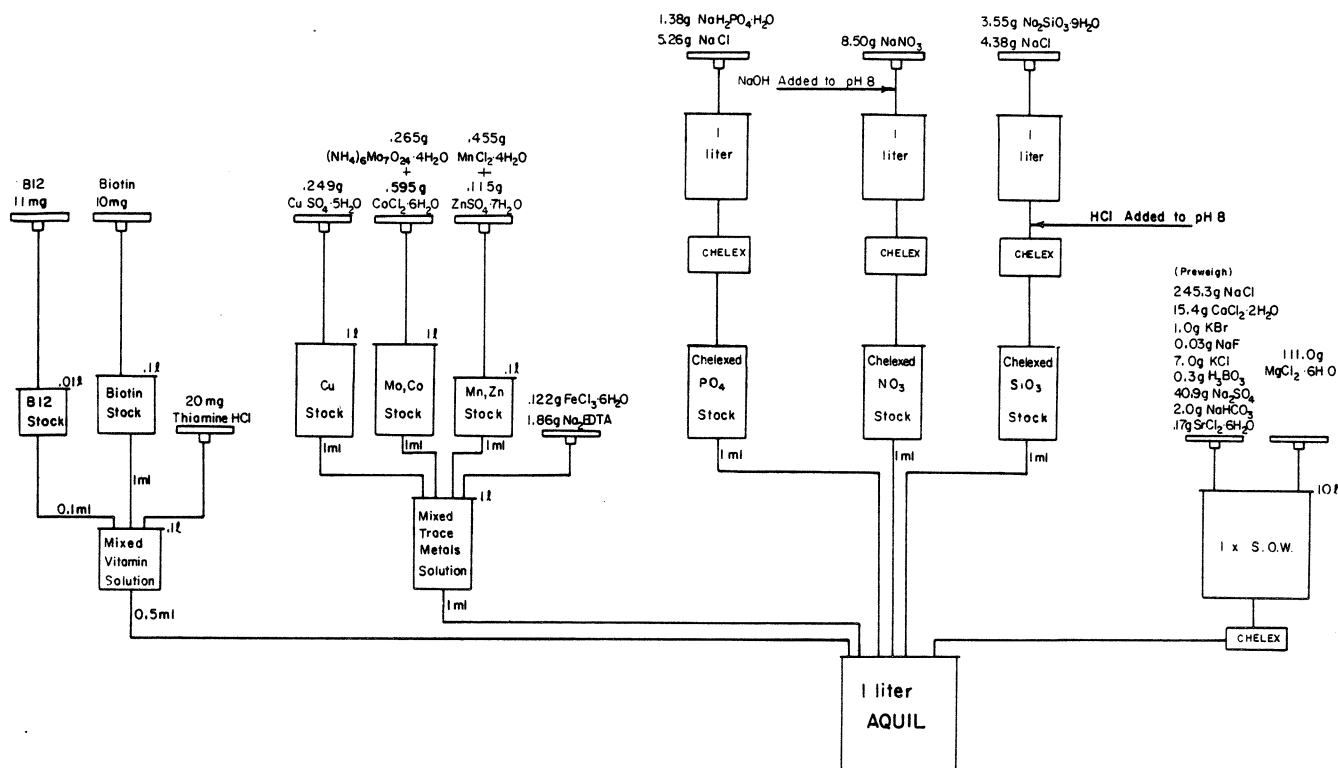 1.38g NaH2PO4·H2O
5.26g NaCl
8.50g NaNO3
3.55g Na2SiO3·9H2O
4.38g NaCl
NaOH Added to pH 8
1
liter
1
liter
1
liter
HCl Added to pH 8
CHELEX
CHELEX
CHELEX
B12
11mg
Biotin
10mg
.249g
CuSO4·5H2O
.265g
(NH4)6Mo7O24·4H2O
+
.595g
CoCl2·6H2O
.455g
MnCl2·4H2O
+
.115g
ZnSO4·7H2O
(Preweigh)
245.3g NaCl
15.4g CaCl2·2H2O
1.0g KBr
0.03g NaF
7.0g KCl
0.3g H3BO3
40.9g Na2SO4
2.0g NaHCO3
.17g SrCl2·6H2O
111.0g
MgCl2·6H O
.01ℓ
B12
Stock
.1ℓ
Biotin
Stock
20 mg
Thiamine HCl
1ℓ
Cu
Stock
1ℓ
Mo,Co
Stock
.1ℓ
Mn,Zn
Stock
.122g FeCl3·6H2O
1.86g Na2EDTA
Chelexed
PO4
Stock
Chelexed
NO3
Stock
Chelexed
SiO3
Stock
0.1ml
1ml
1ml
1ml
1ml
1ml
1ml
1ml
.1ℓ
Mixed
Vitamin
Solution
1ℓ
Mixed
Trace
Metals
Solution
10ℓ
1 x S.O.W.
CHELEX
0.5ml
1ml
1 liter
AQUIL